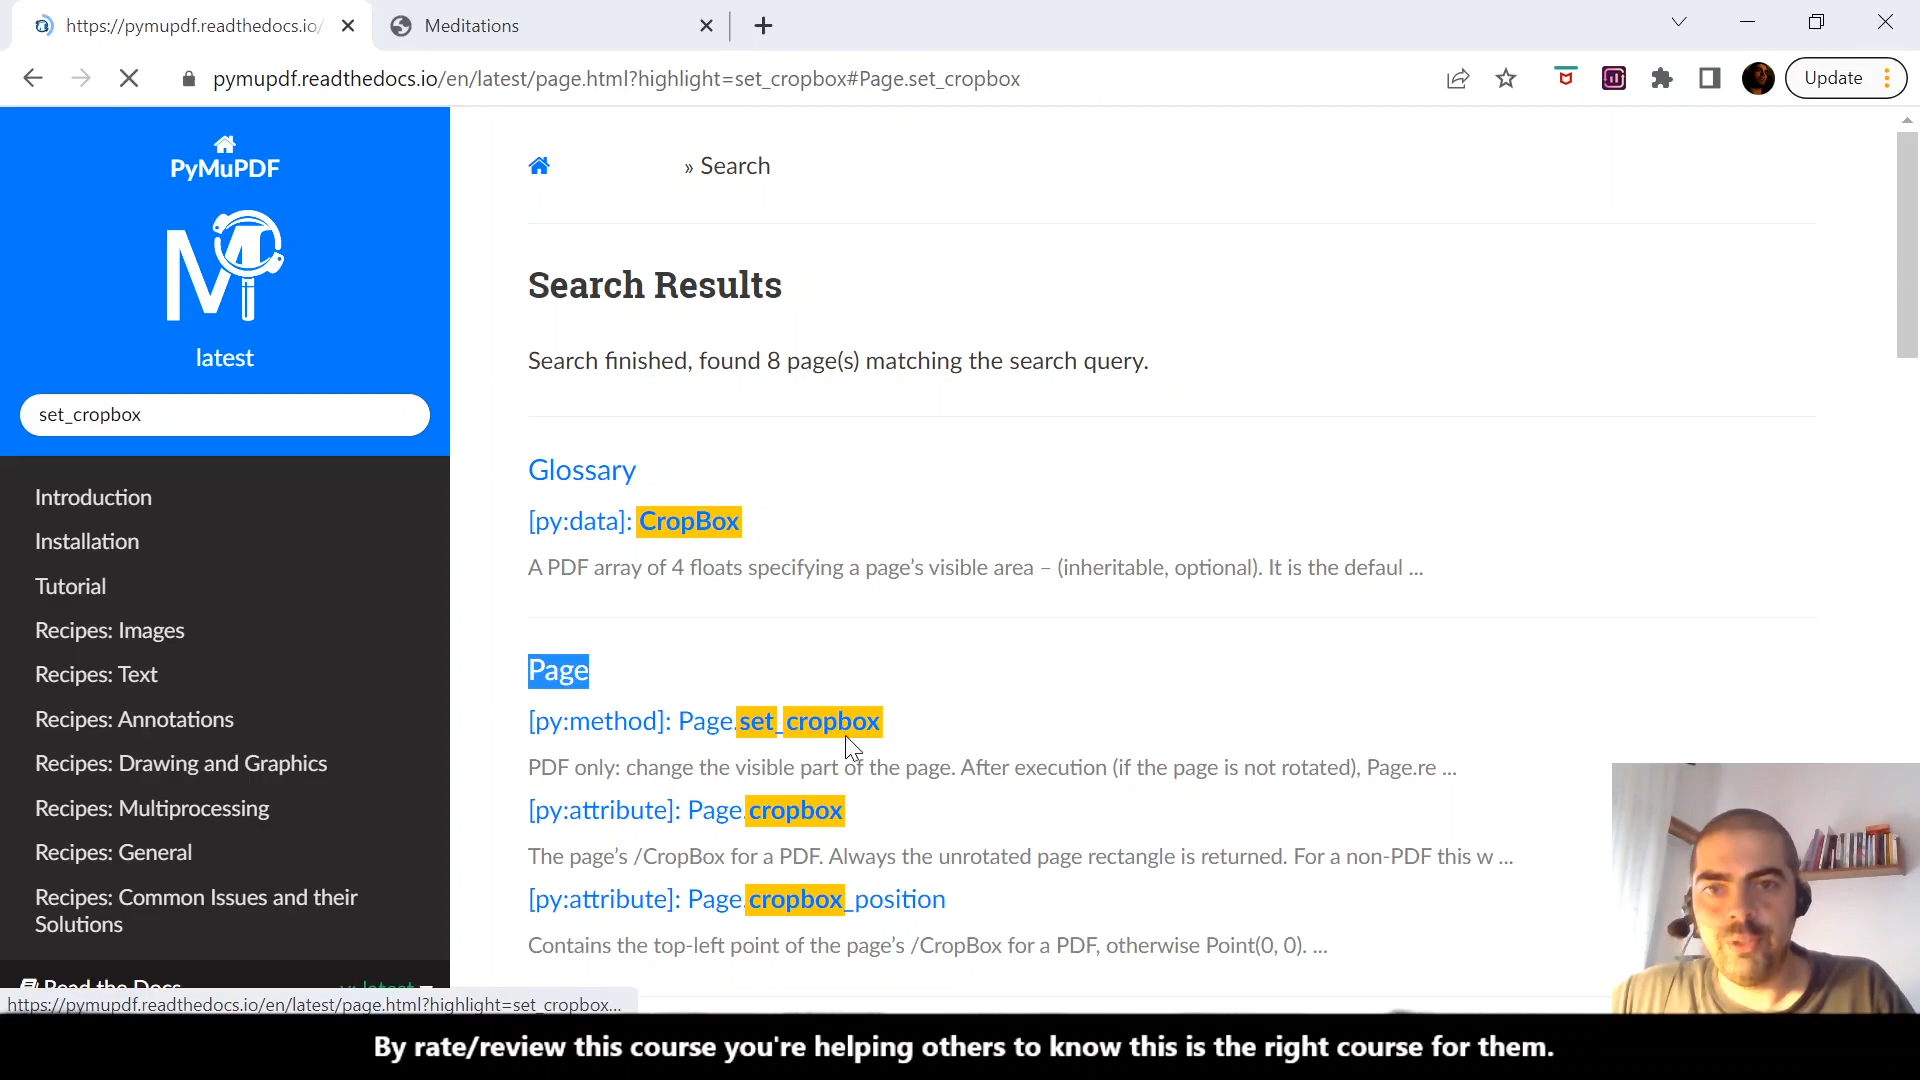 https://pymupdf.readthedocs.io/
Meditations
pymupdf.readthedocs.io/en/latest/page.html?highlight=set_cropbox#Page.set_cropbox
Update
PyMuPDF
latest
set_cropbox
Introduction
Installation
Tutorial
Recipes: Images
Recipes: Text
Recipes: Annotations
Recipes: Drawing and Graphics
Recipes: Multiprocessing
Recipes: General
Recipes: Common Issues and their
Solutions
Read the Docs
v: latest
https://pymupdf.readthedocs.io/en/latest/page.html?highlight=set_cropbox...
» Search
Search Results
Search finished, found 8 page(s) matching the search query.
Glossary
[py:data]: CropBox
A PDF array of 4 floats specifying a page’s visible area – (inheritable, optional). It is the defaul ...
Page
[py:method]: Page.set_cropbox
PDF only: change the visible part of the page. After execution (if the page is not rotated), Page.re ...
[py:attribute]: Page.cropbox
The page’s /CropBox for a PDF. Always the unrotated page rectangle is returned. For a non-PDF this w ...
[py:attribute]: Page.cropbox_position
Contains the top-left point of the page’s /CropBox for a PDF, otherwise Point(0, 0). ...
By rate/review this course you're helping others to know this is the right course for them.